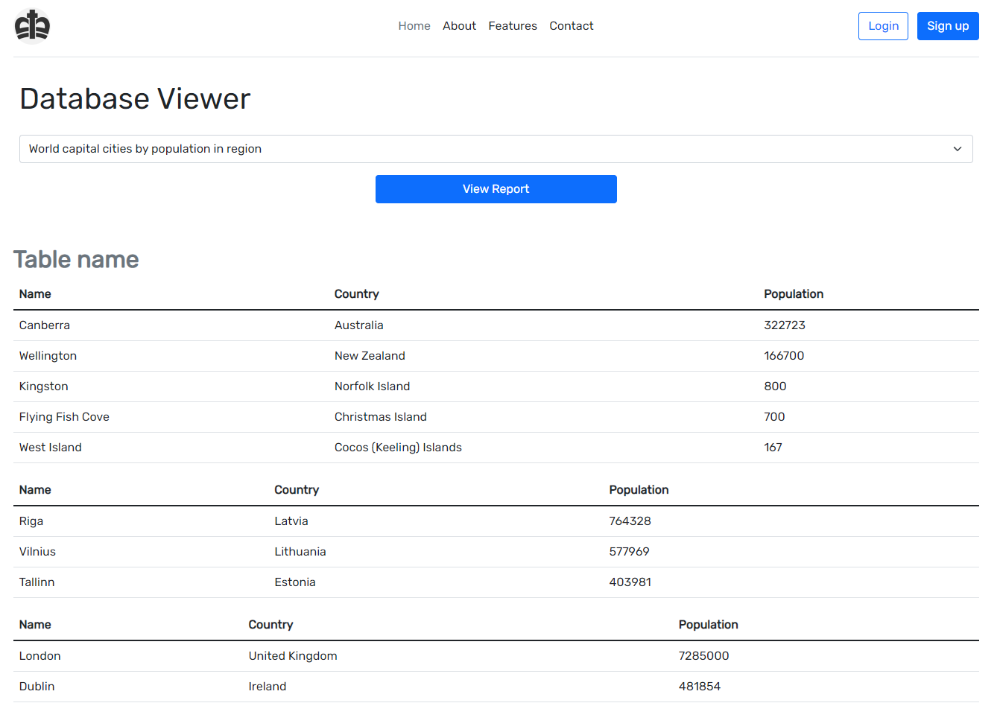 Home About Features Contact Login Sign up
Database Viewer
World capital cities by population in region
View Report
Table name
Name Country Population
Canberra Australia 322723
Wellington New Zealand 166700
Kingston Norfolk Island 800
Flying Fish Cove Christmas Island 700
West Island Cocos (Keeling) Islands 167
Name Country Population
Riga Latvia 764328
Vilnius Lithuania 577969
Tallinn Estonia 403981
Name Country Population
London United Kingdom 7285000
Dublin Ireland 481854